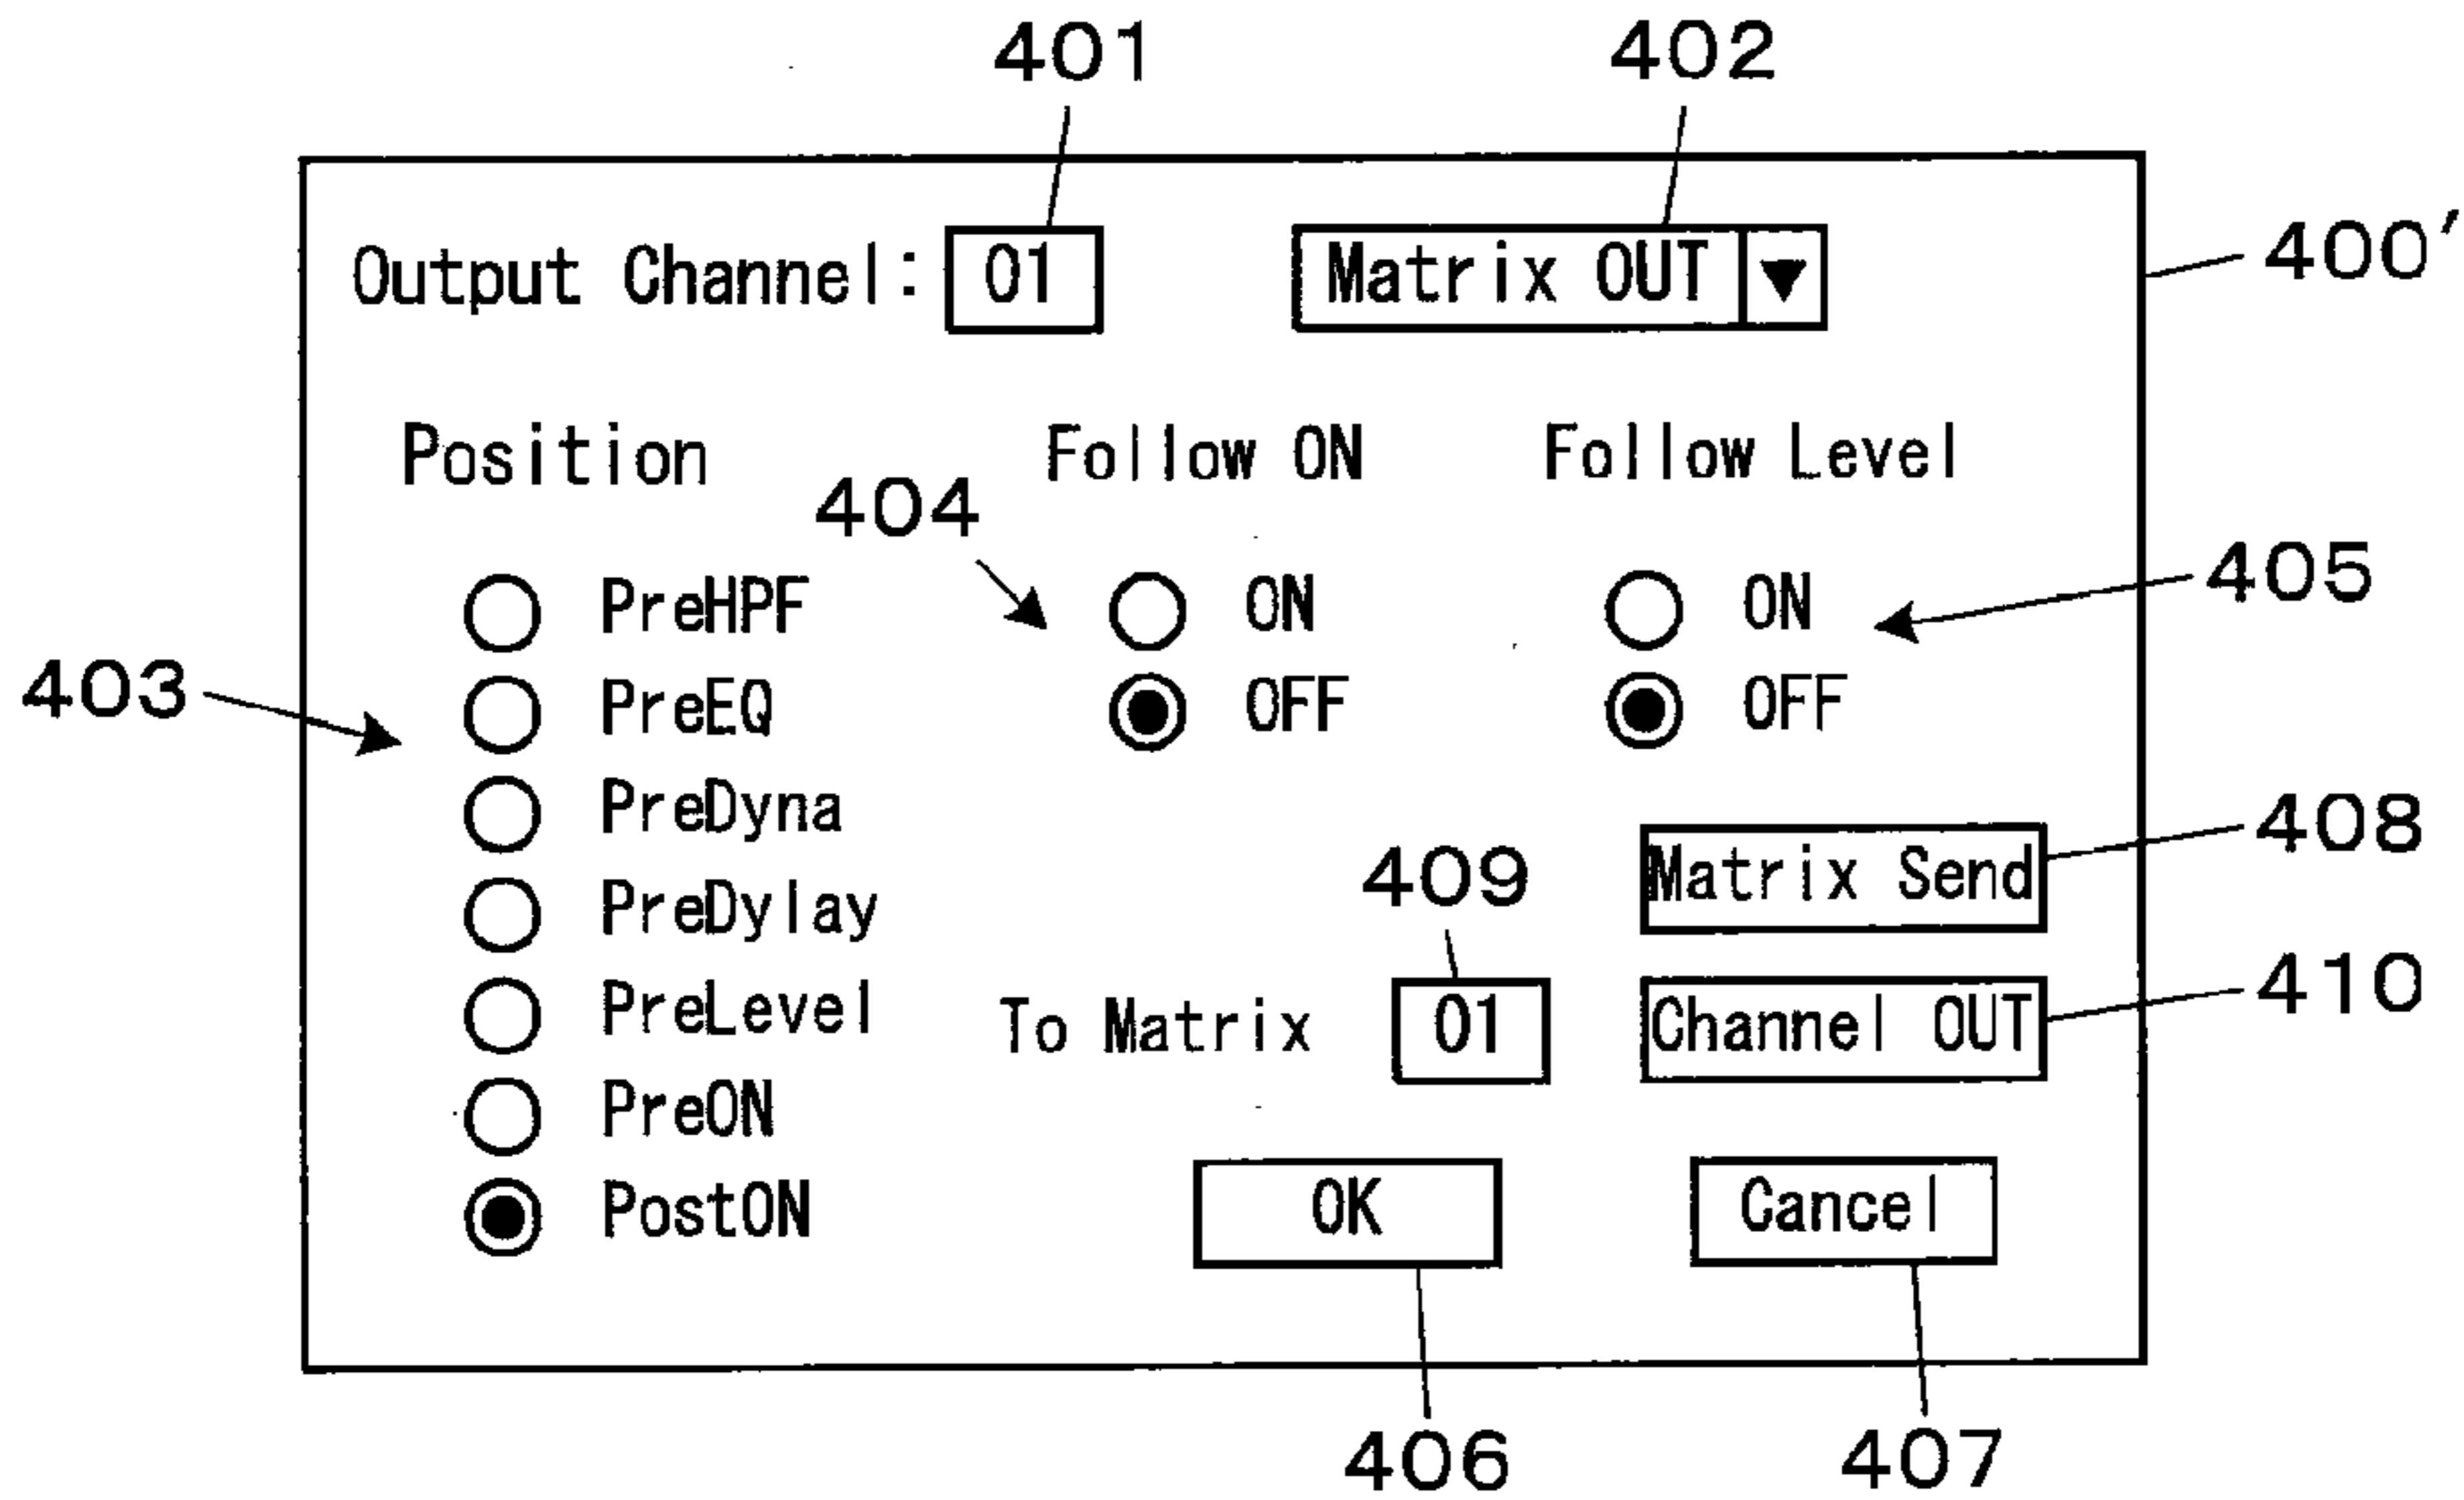 401 402
Output Channel: 01 Matrix OUT 400'
Position Follow ON Follow Level
404
PreHPF ON ON 405
403 PreEQ OFF OFF
PreDyna Matrix Send 408
PreDylay 409
PreLevel To Matrix 01 Channel OUT 410
PreON
PostON OK Cancel
406 407